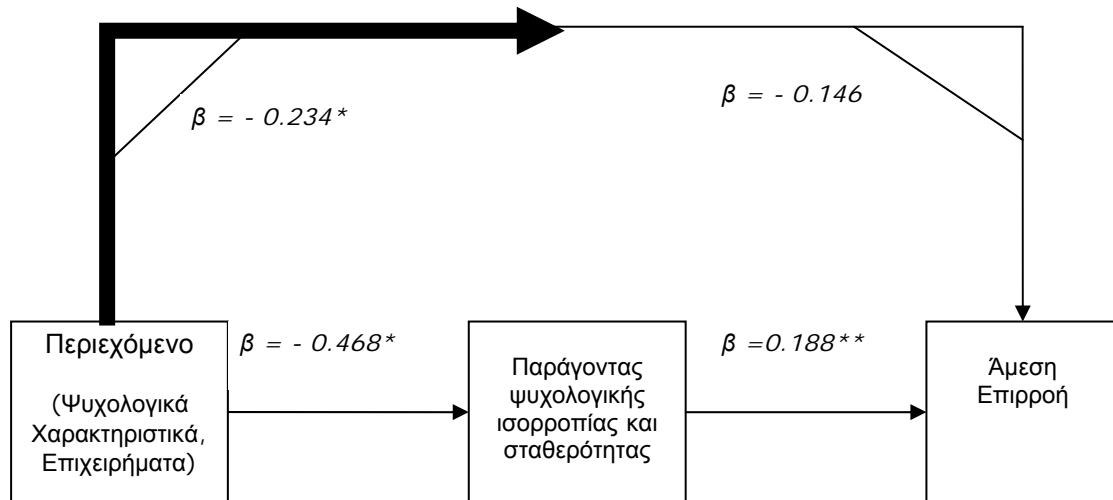 β = - 0.234*
β = - 0.146
Περιεχόμενο
(Ψυχολογικά
Χαρακτηριστικά,
Επιχειρήματα)
β = - 0.468*
Παράγοντας
ψυχολογικής
ισορροπίας και
σταθερότητας
β =0.188**
Άμεση
Επιρροή